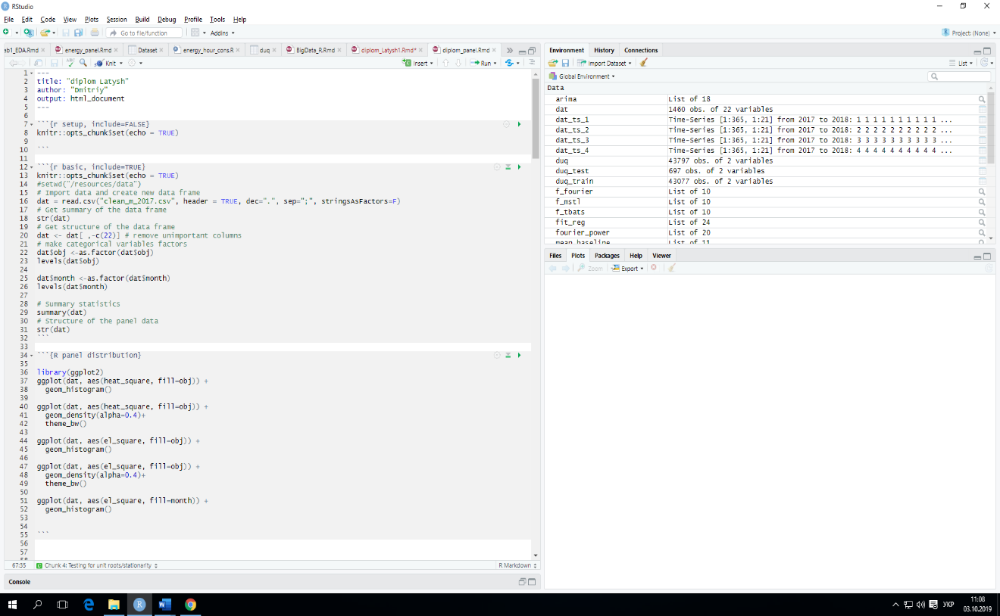 RStudio
File Edit Code View Plots Session Build Debug Profile Tools Help
Go to file/function Addins Project: (None)
ab1_EDA.Rmd energy_panel.Rmd Dataset energy_hour_cons.R duq BigData_R.Rmd diplom_Latysh1.Rmd* diplom_panel.Rmd
ABC Knit Insert Run
1 ---
2 title: "diplom Latysh"
3 author: "Dmitriy"
4 output: html_document
5 ---
6
7 ```{r setup, include=FALSE}
8 knitr::opts_chunk$set(echo = TRUE)
9
10 ```
11
12 ```{r basic, include=TRUE}
13 knitr::opts_chunk$set(echo = TRUE)
14 #setwd("/resources/data")
15 # Import data and create new data frame
16 dat = read.csv("clean_m_2017.csv", header = TRUE, dec=".", sep=";", stringsAsFactors=F)
17 # Get summary of the data frame
18 str(dat)
19 # Get structure of the data frame
20 dat <- dat[ ,-c(22)] # remove unimportant columns
21 # make categorical variables factors
22 dat$obj <-as.factor(dat$obj)
23 levels(dat$obj)
24
25 dat$month <-as.factor(dat$month)
26 levels(dat$month)
27
28 # Summary statistics
29 summary(dat)
30 # Structure of the panel data
31 str(dat)
32 ```
33
34 ```{R panel distribution}
35
36 library(ggplot2)
37 ggplot(dat, aes(heat_square, fill=obj)) +
38 geom_histogram()
39
40 ggplot(dat, aes(heat_square, fill=obj)) +
41 geom_density(alpha=0.4)+
42 theme_bw()
43
44 ggplot(dat, aes(el_square, fill=obj)) +
45 geom_histogram()
46
47 ggplot(dat, aes(el_square, fill=obj)) +
48 geom_density(alpha=0.4)+
49 theme_bw()
50
51 ggplot(dat, aes(el_square, fill=month)) +
52 geom_histogram()
53
54
55 ```
56
57
58
67:35 Chunk 4: Testing for unit roots/stationarity R Markdown
Console
Environment History Connections
Import Dataset List
Global Environment
Data
arima List of 18
dat 1460 obs. of 22 variables
dat_ts_1 Time-Series [1:365, 1:21] from 2017 to 2018: 1 1 1 1 1 1 1 1 1 1 ...
dat_ts_2 Time-Series [1:365, 1:21] from 2017 to 2018: 2 2 2 2 2 2 2 2 2 2 ...
dat_ts_3 Time-Series [1:365, 1:21] from 2017 to 2018: 3 3 3 3 3 3 3 3 3 3 ...
dat_ts_4 Time-Series [1:365, 1:21] from 2017 to 2018: 4 4 4 4 4 4 4 4 4 4 ...
duq 43797 obs. of 2 variables
duq_test 697 obs. of 2 variables
duq_train 43077 obs. of 2 variables
f_fourier List of 10
f_mstl List of 10
f_tbats List of 10
fit_reg List of 24
fourier_power List of 20
mean_baseline List of 11
Files Plots Packages Help Viewer
Zoom Export
УКР 11:08
03.10.2019